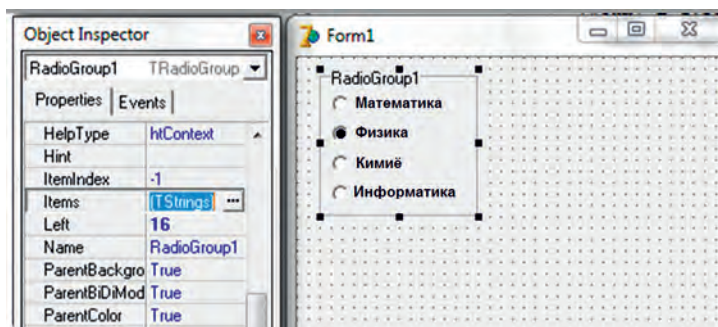 Object Inspector
RadioGroup1 TRadioGroup
Properties Events
HelpType htContext
Hint
ItemIndex -1
Items (TStrings) ...
Left 16
Name RadioGroup1
ParentBackgro True
ParentBiDiMod True
ParentColor True
Form1
RadioGroup1
Математика
Физика
Кимиё
Информатика